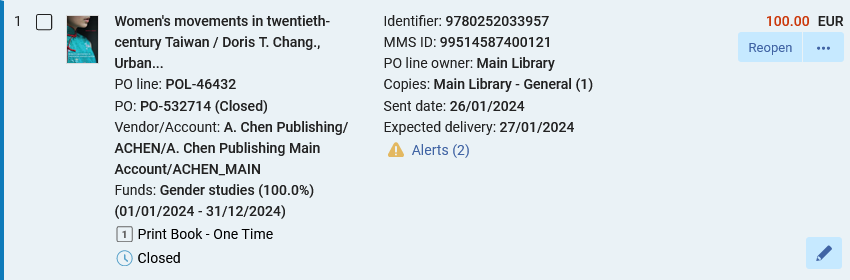 1
Women's movements in twentieth-
century Taiwan / Doris T. Chang.,
Urban...
PO line: POL-46432
PO: PO-532714 (Closed)
Vendor/Account: A. Chen Publishing/
ACHEN/A. Chen Publishing Main
Account/ACHEN_MAIN
Funds: Gender studies (100.0%)
(01/01/2024 - 31/12/2024)
1 Print Book - One Time
Closed
Identifier: 9780252033957
MMS ID: 99514587400121
PO line owner: Main Library
Copies: Main Library - General (1)
Sent date: 26/01/2024
Expected delivery: 27/01/2024
Alerts (2)
100.00 EUR
Reopen ...